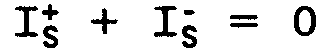 I_S^+ + I_S^- = 0